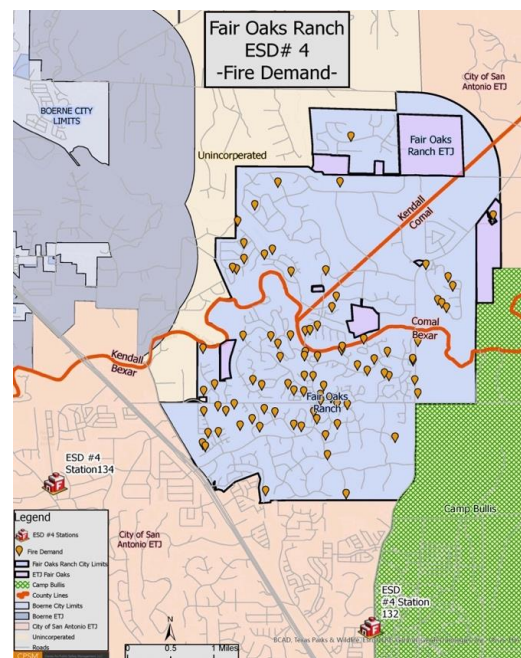 Fair Oaks Ranch
ESD# 4
-Fire Demand-
City of San
Antonio ETJ
BOERNE CITY
LIMITS
Fair Oaks
Ranch ETJ
Unincorporated
Kendall
Comal
Comal
Bexar
Kendall
Bexar
Fair Oaks
Ranch
ESD #4
Station134
Camp Bullis
City of San
Antonio ETJ
ESD
#4 Station
132
Legend
ESD #4 Stations
Fire Demand
Fair Oaks Ranch City Limits
ETJ Fair Oaks
Camp Bullis
County Lines
Boerne City Limits
Boerne ETJ
City of San Antonio ETJ
Unincorporated
Roads
N
0 0.5 1 Miles
BCAD, Texas Parks & Wildlife,